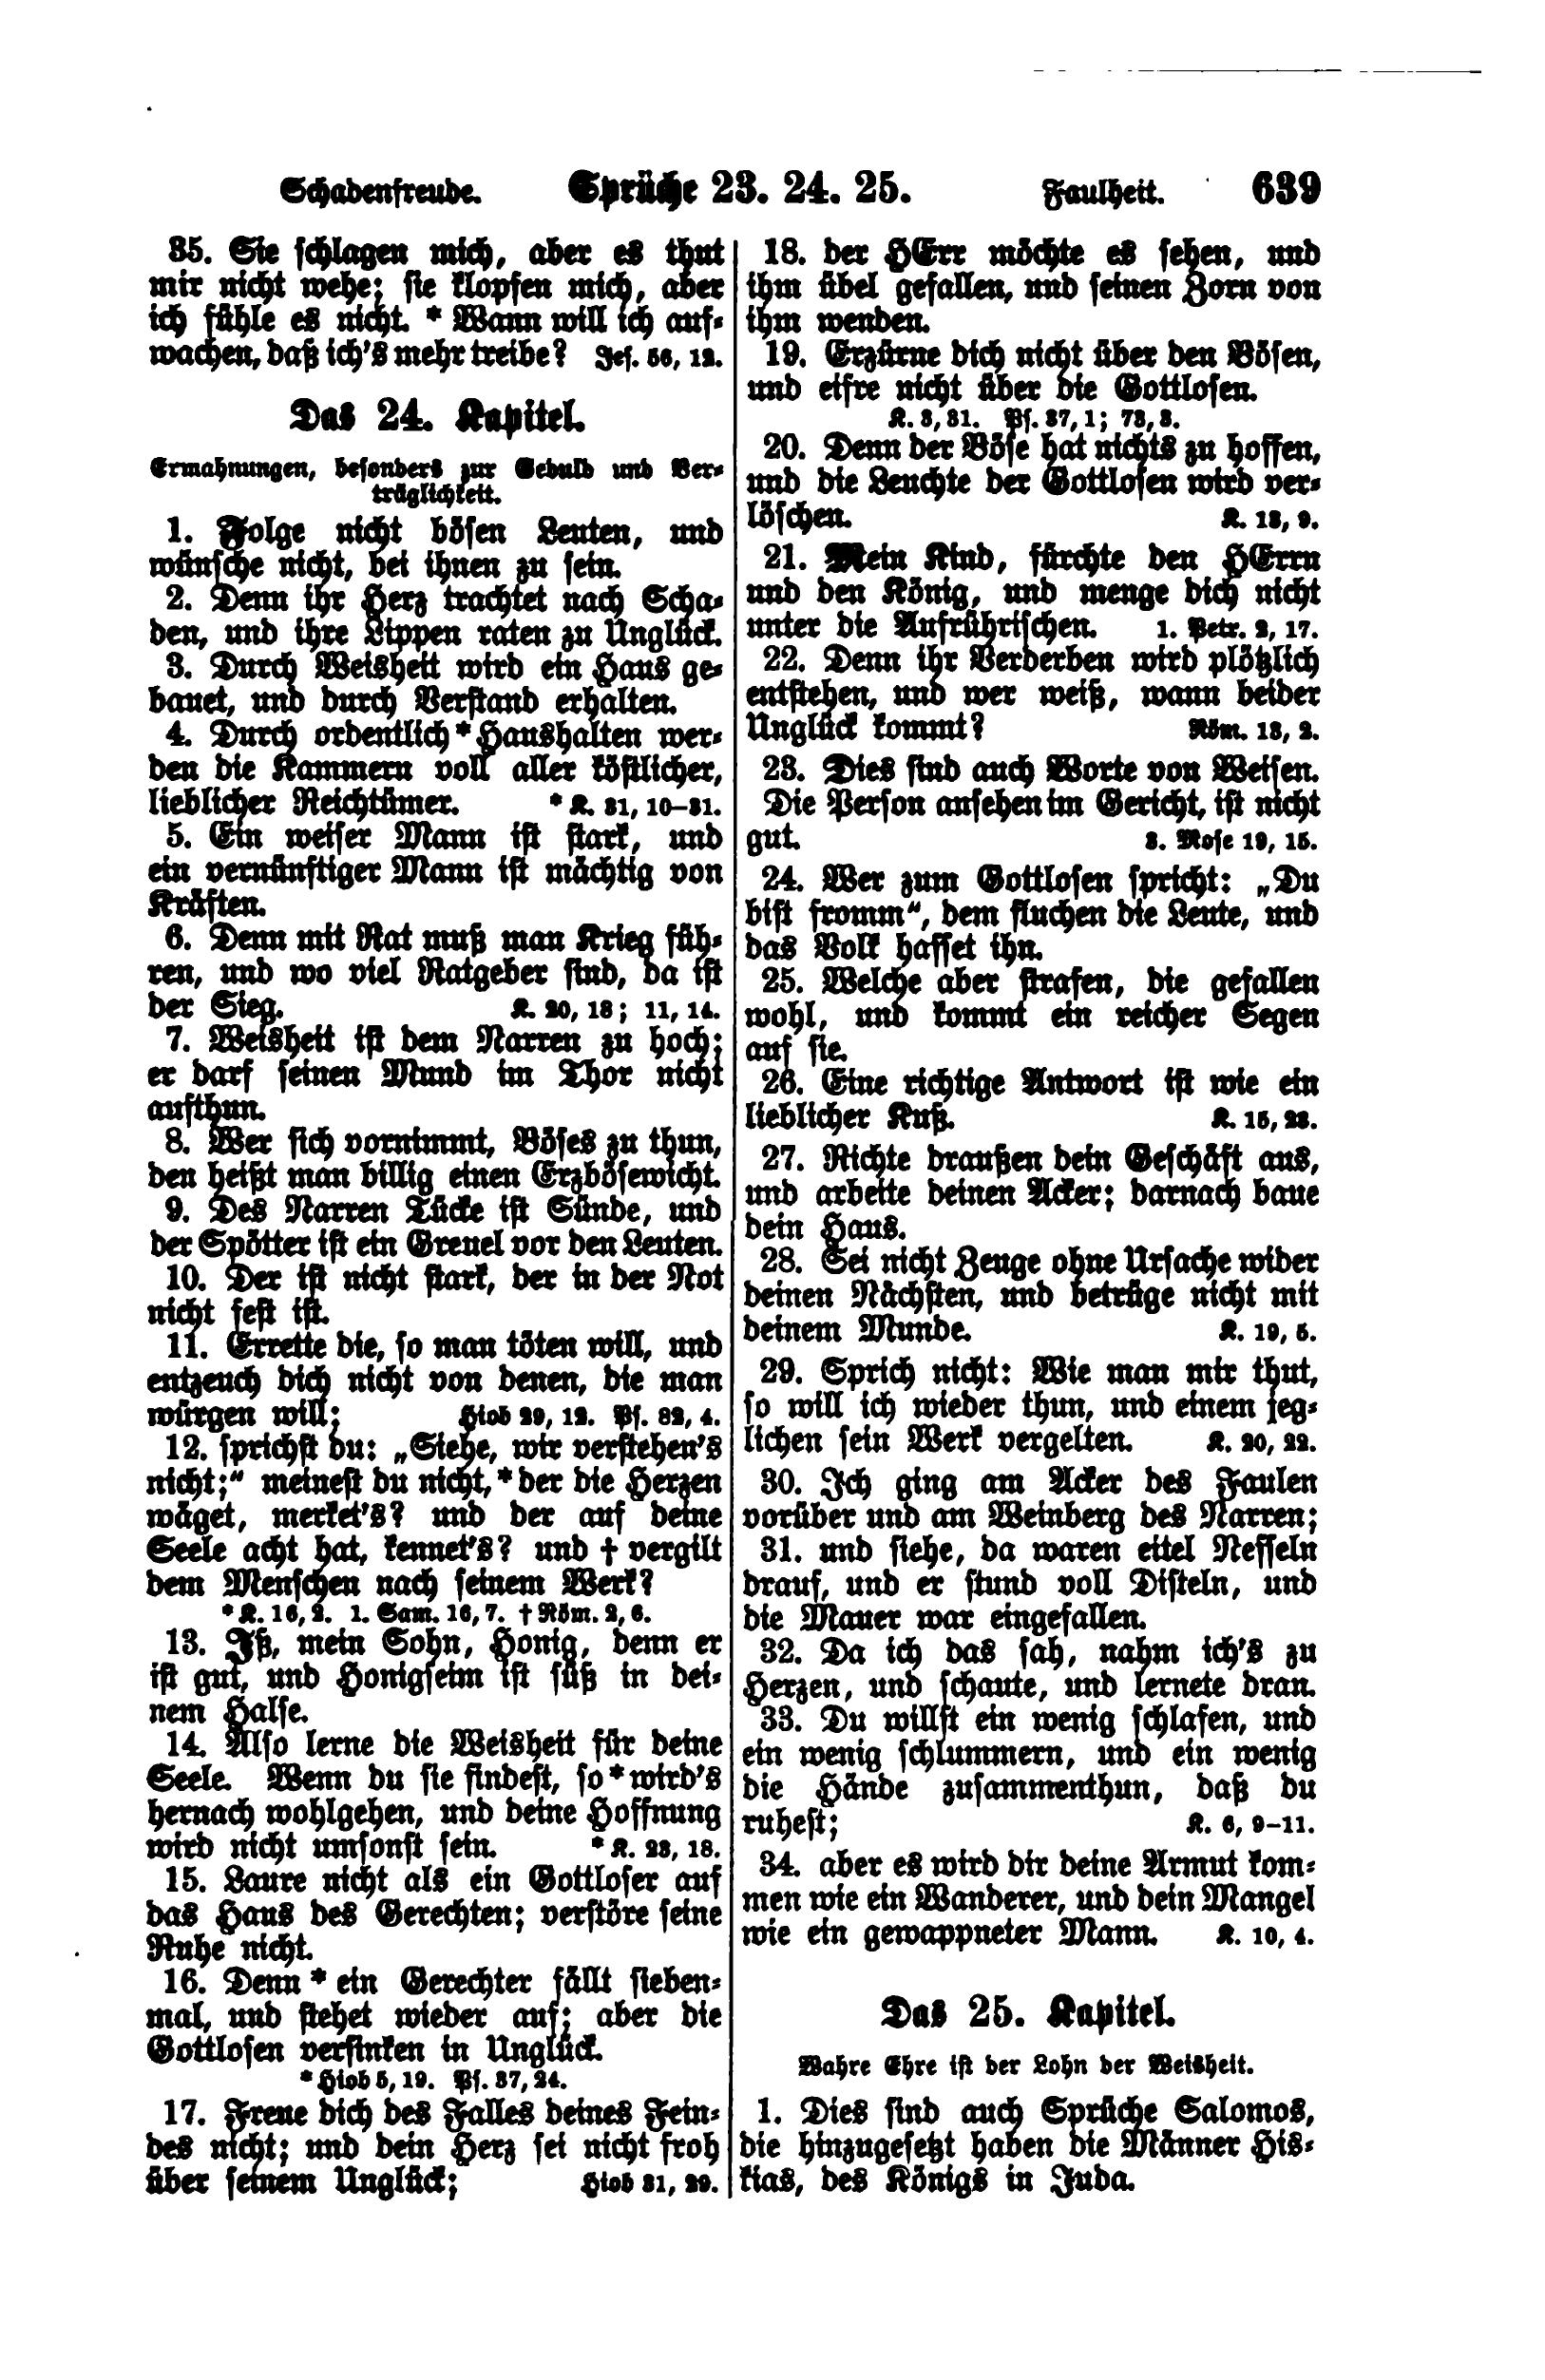 Schadenfreude. Sprüche 23. 24. 25. Faulheit. 639
35. Sie schlagen mich, aber es thut
mir nicht wehe; sie klopfen mich, aber
ich fühle es nicht. * Wann will ich auf-
wachen, daß ich's mehr treibe? Jes. 56, 12.
Das 24. Kapitel.
Ermahnungen, besonders zur Geduld und Ver-
träglichkeit.
1. Folge nicht bösen Leuten, und
wünsche nicht, bei ihnen zu sein.
2. Denn ihr Herz trachtet nach Scha-
den, und ihre Lippen raten zu Unglück.
3. Durch Weisheit wird ein Haus ge-
bauet, und durch Verstand erhalten.
4. Durch ordentlich * Haushalten wer-
den die Kammern voll aller köstlicher,
lieblicher Reichtümer. * K. 31, 10–31.
5. Ein weiser Mann ist stark, und
ein vernünftiger Mann ist mächtig von
Kräften.
6. Denn mit Rat muß man Krieg füh-
ren, und wo viel Ratgeber sind, da ist
der Sieg. K. 20, 18; 11, 14.
7. Weisheit ist dem Narren zu hoch;
er darf seinen Mund im Thor nicht
aufthun.
8. Wer sich vornimmt, Böses zu thun,
den heißt man billig einen Erzbösewicht.
9. Des Narren Tücke ist Sünde, und
der Spötter ist ein Greuel vor den Leuten.
10. Der ist nicht stark, der in der Not
nicht fest ist.
11. Errette die, so man töten will, und
entzeuch dich nicht von denen, die man
würgen will; Hiob 29, 12. Ps. 82, 4.
12. sprichst du: „Siehe, wir verstehen's
nicht;“ meinest du nicht, * der die Herzen
wäget, merket's? und der auf deine
Seele acht hat, kennet's? und † vergilt
dem Menschen nach seinem Werk?
* K. 16, 2. 1. Sam. 16, 7. † Röm. 2, 6.
13. Iß, mein Sohn, Honig, denn er
ist gut, und Honigseim ist süß in dei-
nem Halse.
14. Also lerne die Weisheit für deine
Seele. Wenn du sie findest, so * wird's
hernach wohlgehen, und deine Hoffnung
wird nicht umsonst sein. * K. 23, 18.
15. Laure nicht als ein Gottloser auf
das Haus des Gerechten; verstöre seine
Ruhe nicht.
16. Denn * ein Gerechter fällt sieben-
mal, und stehet wieder auf; aber die
Gottlosen versinken in Unglück.
* Hiob 5, 19. Ps. 37, 24.
17. Freue dich des Falles deines Fein-
des nicht; und dein Herz sei nicht froh
über seinem Unglück; Hiob 31, 29.
18. der HErr möchte es sehen, und
ihm übel gefallen, und seinen Zorn von
ihm wenden.
19. Erzürne dich nicht über den Bösen,
und eifre nicht über die Gottlosen.
K. 3, 31. Ps. 37, 1; 73, 3.
20. Denn der Böse hat nichts zu hoffen,
und die Leuchte der Gottlosen wird ver-
löschen. K. 13, 9.
21. Mein Kind, fürchte den HErrn
und den König, und menge dich nicht
unter die Aufrührischen. 1. Petr. 2, 17.
22. Denn ihr Verderben wird plötzlich
entstehen, und wer weiß, wann beider
Unglück kommt? Röm. 13, 2.
23. Dies sind auch Worte von Weisen.
Die Person ansehen im Gericht, ist nicht
gut. 3. Mose 19, 15.
24. Wer zum Gottlosen spricht: „Du
bist fromm“, dem fluchen die Leute, und
das Volk hasset ihn.
25. Welche aber strafen, die gefallen
wohl, und kommt ein reicher Segen
auf sie.
26. Eine richtige Antwort ist wie ein
lieblicher Kuß. K. 15, 23.
27. Richte draußen dein Geschäft aus,
und arbeite deinen Acker; darnach baue
dein Haus.
28. Sei nicht Zeuge ohne Ursache wider
deinen Nächsten, und betrüge nicht mit
deinem Munde. K. 19, 5.
29. Sprich nicht: Wie man mir thut,
so will ich wieder thun, und einem jeg-
lichen sein Werk vergelten. K. 20, 22.
30. Ich ging am Acker des Faulen
vorüber und am Weinberg des Narren;
31. und siehe, da waren eitel Nesseln
drauf, und er stund voll Disteln, und
die Mauer war eingefallen.
32. Da ich das sah, nahm ich's zu
Herzen, und schaute, und lernete dran.
33. Du willst ein wenig schlafen, und
ein wenig schlummern, und ein wenig
die Hände zusammenthun, daß du
ruhest; K. 6, 9–11.
34. aber es wird dir deine Armut kom-
men wie ein Wanderer, und dein Mangel
wie ein gewappneter Mann. K. 10, 4.
Das 25. Kapitel.
Wahre Ehre ist der Lohn der Weisheit.
1. Dies sind auch Sprüche Salomos,
die hinzugesetzt haben die Männer His-
kias, des Königs in Juda.